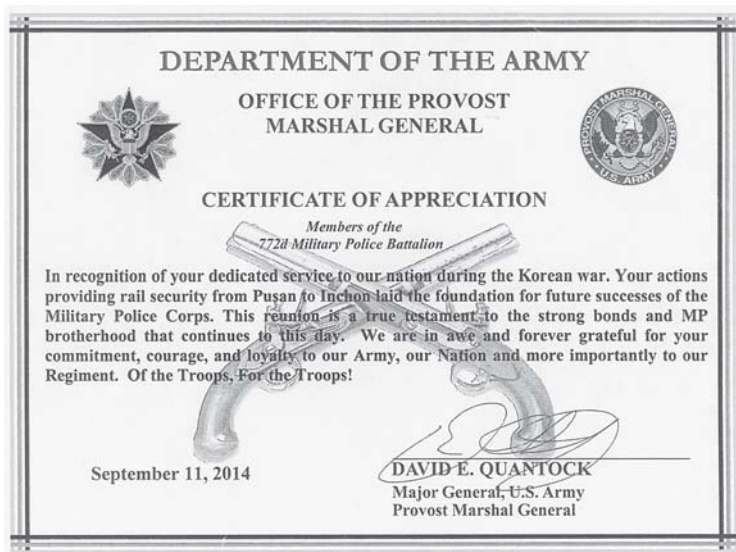 DEPARTMENT OF THE ARMY
OFFICE OF THE PROVOST
MARSHAL GENERAL
PROVOST MARSHAL GENERAL
U.S. ARMY
CERTIFICATE OF APPRECIATION
Members of the
772d Military Police Battalion
In recognition of your dedicated service to our nation during the Korean war. Your actions
providing rail security from Pusan to Inchon laid the foundation for future successes of the
Military Police Corps. This reunion is a true testament to the strong bonds and MP
brotherhood that continues to this day. We are in awe and forever grateful for your
commitment, courage, and loyalty to our Army, our Nation and more importantly to our
Regiment. Of the Troops, For the Troops!
September 11, 2014
DAVID E. QUANTOCK
Major General, U.S. Army
Provost Marshal General